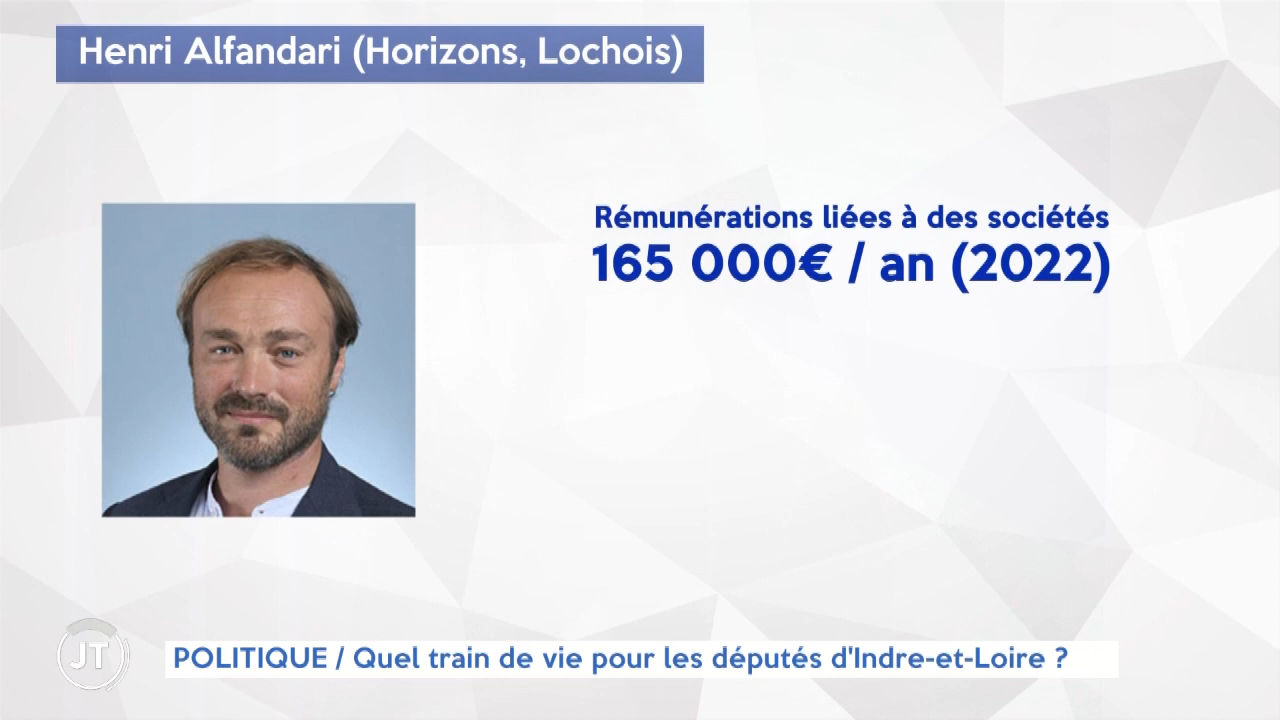 Henri Alfandari (Horizons, Lochois)
Rémunérations liées à des sociétés
165 000€ / an (2022)
JT
POLITIQUE / Quel train de vie pour les députés d'Indre-et-Loire ?